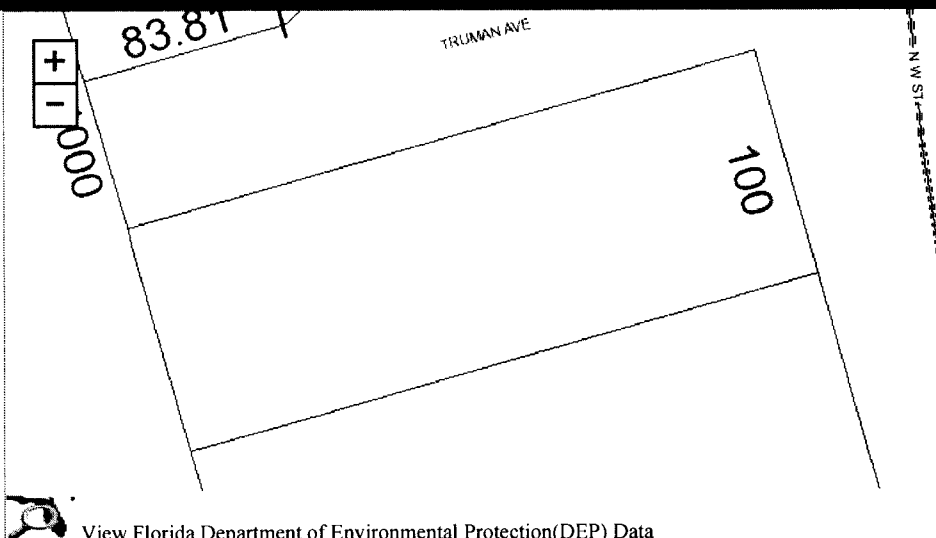 83.81
TRUMAN AVE
+
N W ST
−
000
100
View Florida Department of Environmental Protection(DEP) Data